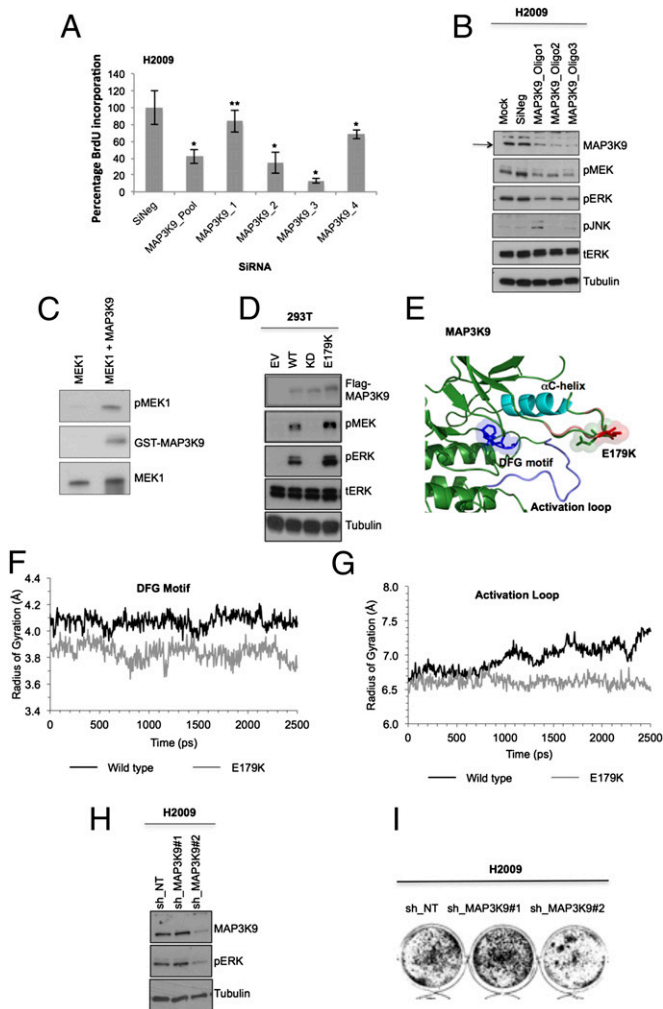 A
H2009
Percentage BrdU incorporation
140
120
100
80
60
40
20
0
*
**
*
*
*
SiNeg
MAP3K9_Pool
MAP3K9_1
MAP3K9_2
MAP3K9_3
MAP3K9_4
SiRNA
B
H2009
Mock
SiNeg
MAP3K9_Oligo1
MAP3K9_Oligo2
MAP3K9_Oligo3
MAP3K9
pMEK
pERK
pJNK
tERK
Tubulin
C
MEK1
MEK1 + MAP3K9
pMEK1
GST-MAP3K9
MEK1
D
293T
EV
WT
KD
E179K
Flag-
MAP3K9
pMEK
pERK
tERK
Tubulin
E
MAP3K9
αC-helix
E179K
DFG motif
Activation loop
F
DFG Motif
Radius of Gyration (Å)
4.4
4.2
4.0
3.8
3.6
3.4
0 500 1000 1500 2000 2500
Time (ps)
Wild type E179K
G
Activation Loop
Radius of Gyration (Å)
8.0
7.5
7.0
6.5
6.0
0 500 1000 1500 2000 2500
Time (ps)
Wild type E179K
H
H2009
sh_NT
sh_MAP3K9#1
sh_MAP3K9#2
MAP3K9
pERK
Tubulin
I
H2009
sh_NT sh_MAP3K9#1 sh_MAP3K9#2